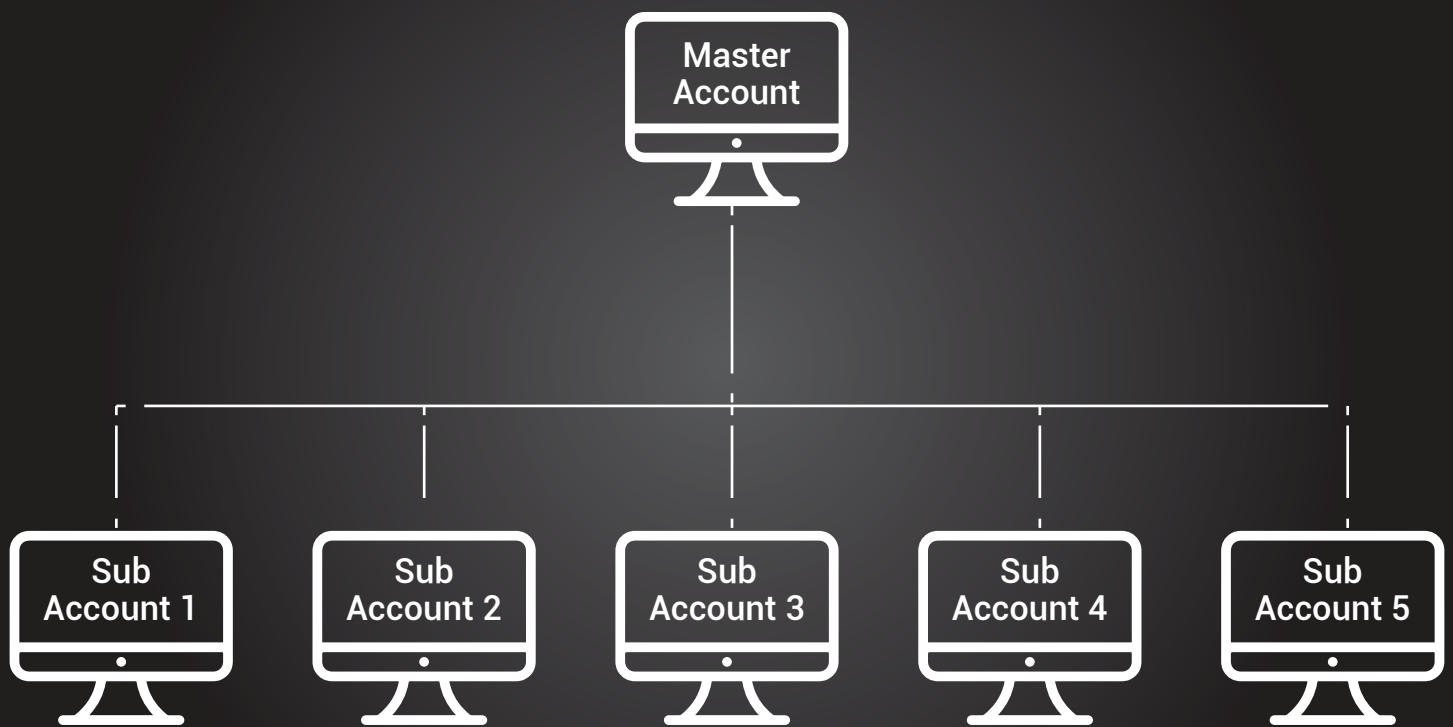 Master
Account
Sub
Account 1
Sub
Account 2
Sub
Account 3
Sub
Account 4
Sub
Account 5